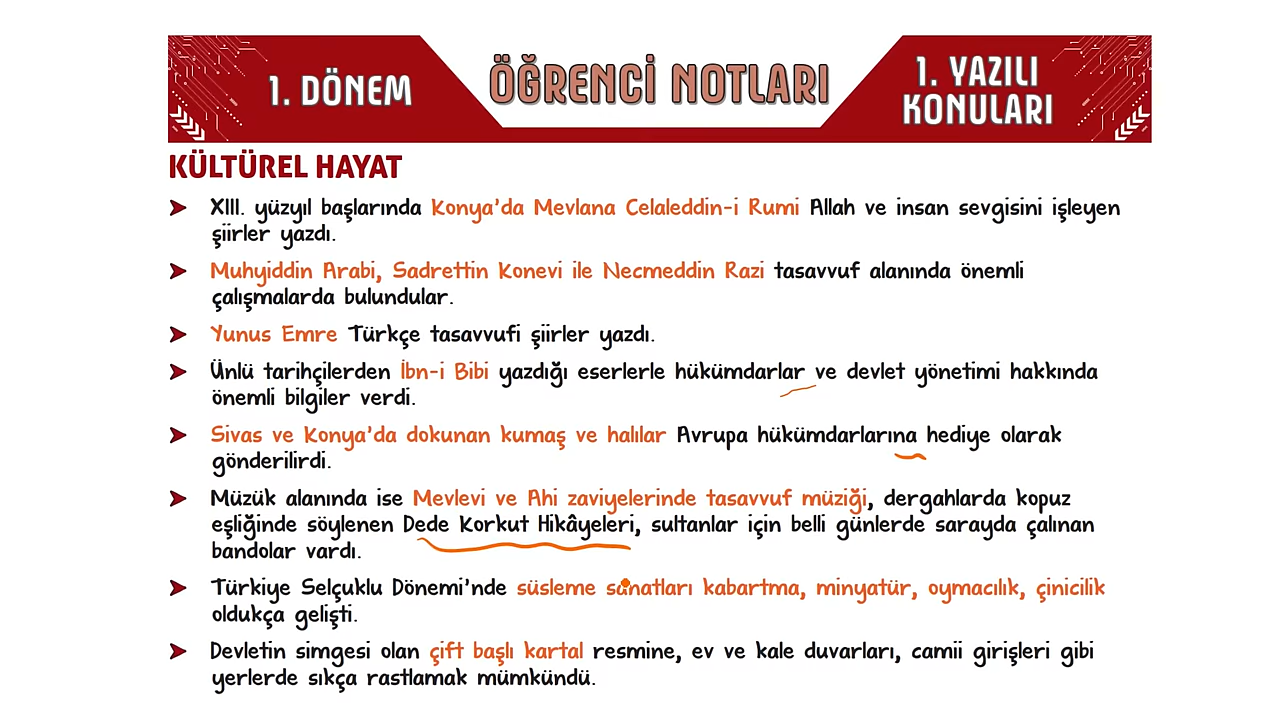 1. DÖNEM
ÖĞRENCİ NOTLARI
1. YAZILI
KONULARI
KÜLTÜREL HAYAT
XIII. yüzyıl başlarında Konya'da Mevlana Celaleddin-i Rumi Allah ve insan sevgisini işleyen
şiirler yazdı.
Muhyiddin Arabi, Sadrettin Konevi ile Necmeddin Razi tasavvuf alanında önemli
çalışmalarda bulundular.
Yunus Emre Türkçe tasavvufi şiirler yazdı.
Ünlü tarihçilerden İbn-i Bibi yazdığı eserlerle hükümdarlar ve devlet yönetimi hakkında
önemli bilgiler verdi.
Sivas ve Konya'da dokunan kumaş ve halılar Avrupa hükümdarlarına hediye olarak
gönderilirdi.
Müzük alanında ise Mevlevi ve Ahi zaviyelerinde tasavvuf müziği, dergahlarda kopuz
eşliğinde söylenen Dede Korkut Hikâyeleri, sultanlar için belli günlerde sarayda çalınan
bandolar vardı.
Türkiye Selçuklu Dönemi'nde süsleme sanatları kabartma, minyatür, oymacılık, çinicilik
oldukça gelişti.
Devletin simgesi olan çift başlı kartal resmine, ev ve kale duvarları, camii girişleri gibi
yerlerde sıkça rastlamak mümkündü.